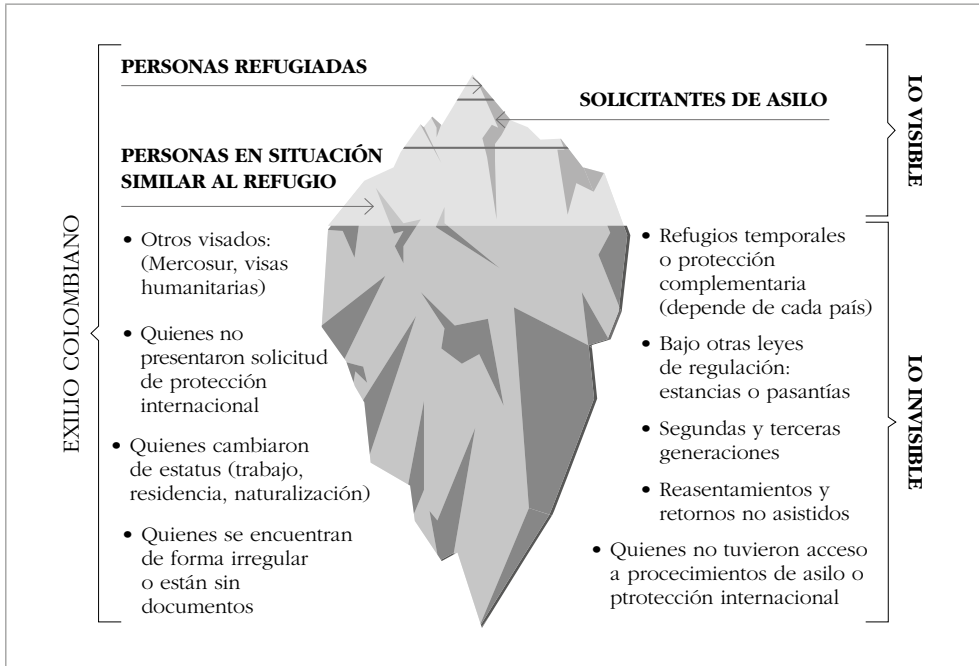 PERSONAS REFUGIADAS
SOLICITANTES DE ASILO
PERSONAS EN SITUACIÓN
SIMILAR AL REFUGIO
LO VISIBLE
EXILIO COLOMBIANO
• Otros visados:
(Mercosur, visas
humanitarias)
• Quienes no
presentaron solicitud
de protección
internacional
• Quienes cambiaron
de estatus (trabajo,
residencia, naturalización)
• Quienes se encuentran
de forma irregular
o están sin
documentos
• Refugios temporales
o protección
complementaria
(depende de cada país)
• Bajo otras leyes
de regulación:
estancias o pasantías
• Segundas y terceras
generaciones
• Reasentamientos y
retornos no asistidos
• Quienes no tuvieron acceso
a procecimientos de asilo o
ptrotección internacional
LO INVISIBLE